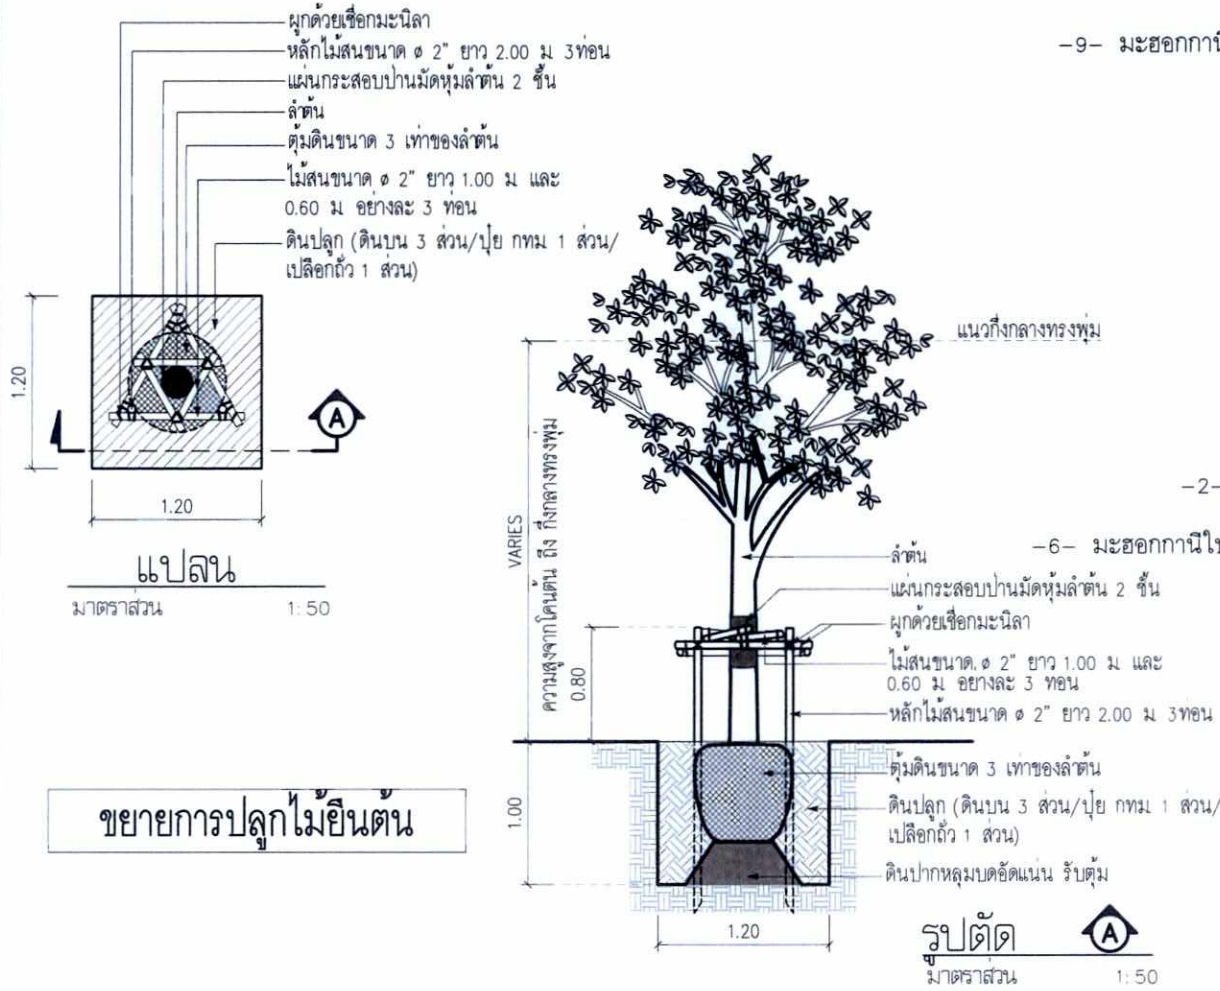 ผูกด้วยเชือกมะนิลา
หลักไม้สนขนาด ø 2" ยาว 2.00 ม 3ท่อน
แผ่นกระสอบป่านมัดหุ้มลำต้น 2 ชั้น
ลำต้น
ตุ้มดินขนาด 3 เท่าของลำต้น
ไม้สนขนาด ø 2" ยาว 1.00 ม และ
0.60 ม อย่างละ 3 ท่อน
ดินปลูก (ดินบน 3 ส่วน/ปุ๋ย กทม 1 ส่วน/
เปลือกถั่ว 1 ส่วน)
1.20
A
1.20
แปลน
มาตราส่วน 1:50
-9- มะฮอกกานี
แนวกึ่งกลางทรงพุ่ม
VARIES
ความสูงจากโคนต้น ถึง กึ่งกลางทรงพุ่ม
0.80
-2-
-6- มะฮอกกานีใบ
ลำต้น
แผ่นกระสอบป่านมัดหุ้มลำต้น 2 ชั้น
ผูกด้วยเชือกมะนิลา
ไม้สนขนาด ø 2" ยาว 1.00 ม และ
0.60 ม อย่างละ 3 ท่อน
หลักไม้สนขนาด ø 2" ยาว 2.00 ม 3ท่อน
ตุ้มดินขนาด 3 เท่าของลำต้น
ดินปลูก (ดินบน 3 ส่วน/ปุ๋ย กทม 1 ส่วน/
เปลือกถั่ว 1 ส่วน)
ดินปากหลุมบดอัดแน่น รับตุ้ม
1.00
1.20
ขยายการปลูกไม้ยืนต้น
รูปตัด A
มาตราส่วน 1:50